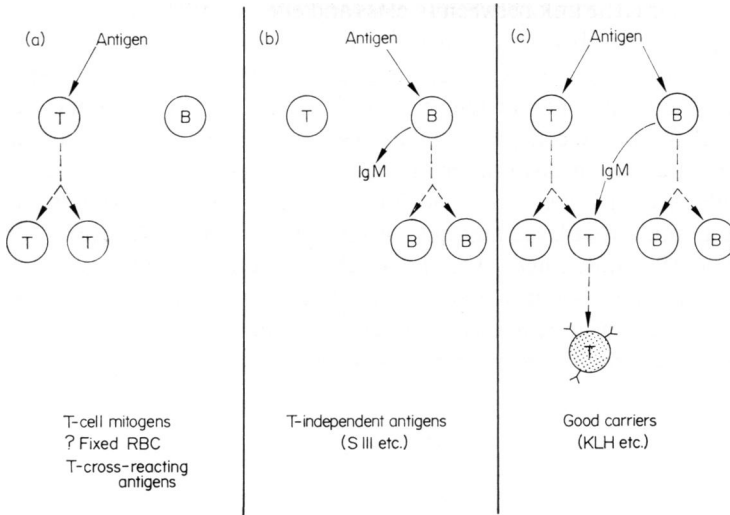 (a)
Antigen
T
B
T
T
T-cell mitogens
? Fixed RBC
T-cross-reacting
antigens
(b)
Antigen
T
B
IgM
B
B
T-independent antigens
(S III etc.)
(c)
Antigen
T
B
IgM
T
T
B
B
T
Good carriers
(KLH etc.)